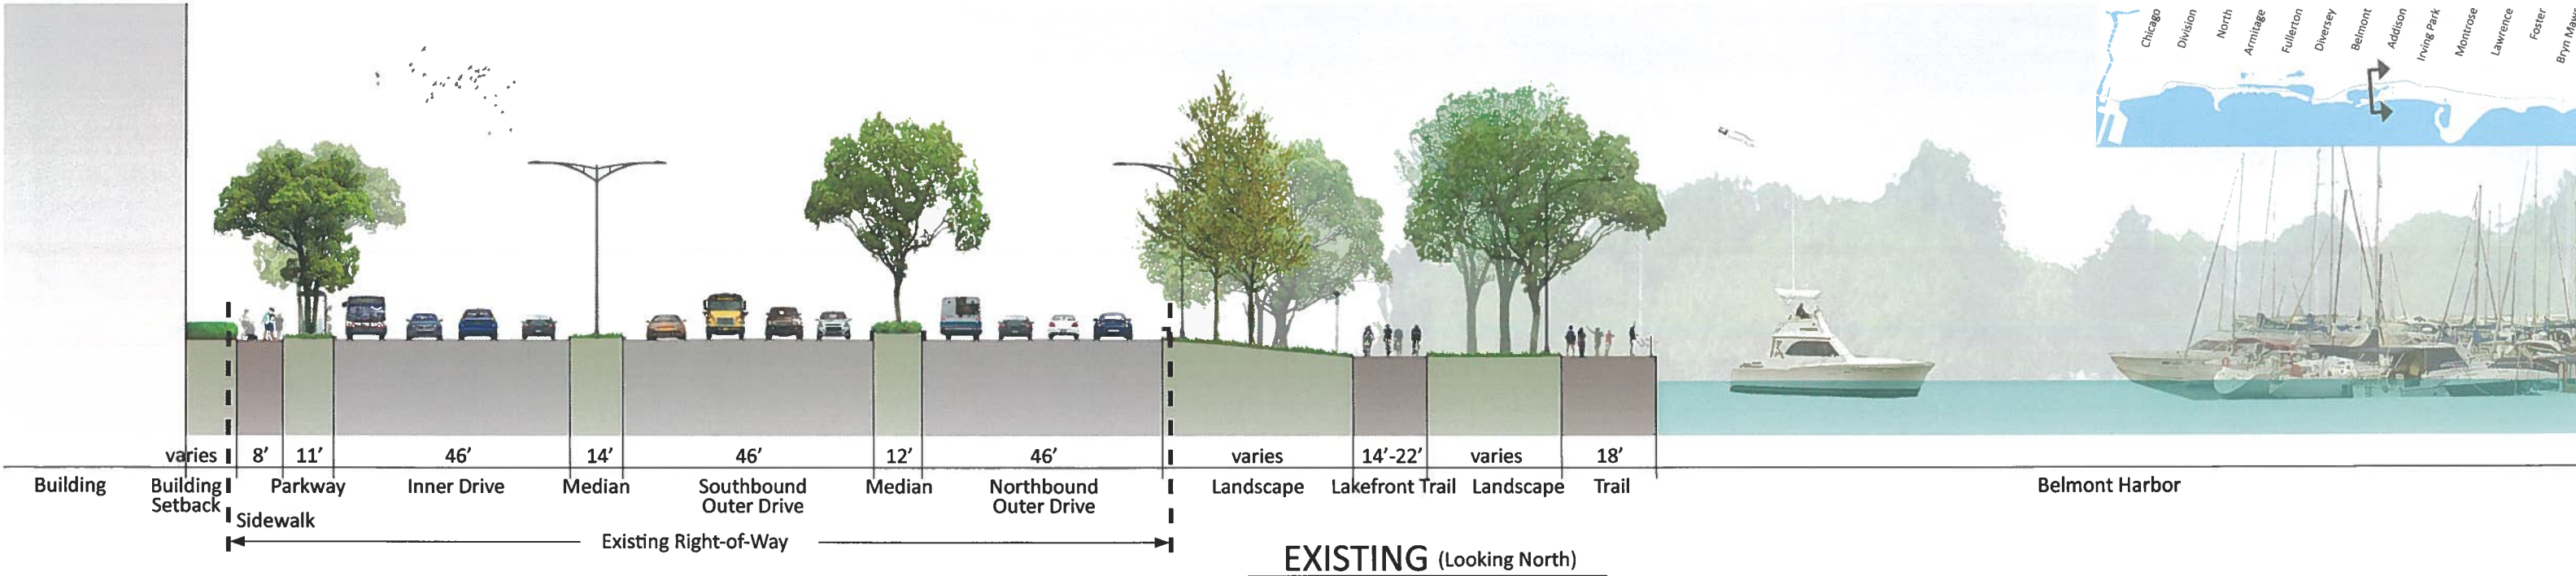 Chicago
Division
North
Armitage
Fullerton
Diversey
Belmont
Addison
Irving Park
Montrose
Lawrence
Foster
Bryn Mawr
varies 8’ 11’ 46’ 14’ 46’ 12’ 46’ varies 14’-22’ varies 18’
Building Building Parkway Inner Drive Median Southbound Median Northbound Landscape Lakefront Trail Landscape Trail Belmont Harbor
Setback Outer Drive Outer Drive
Sidewalk
Existing Right-of-Way
EXISTING (Looking North)